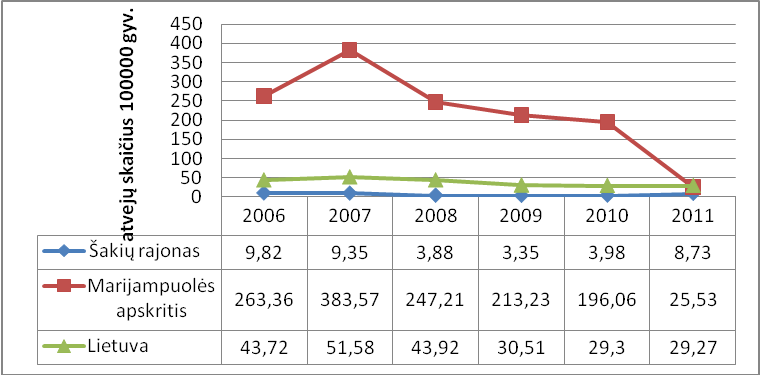 atvejų skaičius 100000 gyv.
450
400
350
300
250
200
150
100
50
0
2006 2007 2008 2009 2010 2011
Šakių rajonas 9,82 9,35 3,88 3,35 3,98 8,73
Marijampuolės
apskritis 263,36 383,57 247,21 213,23 196,06 25,53
Lietuva 43,72 51,58 43,92 30,51 29,3 29,27